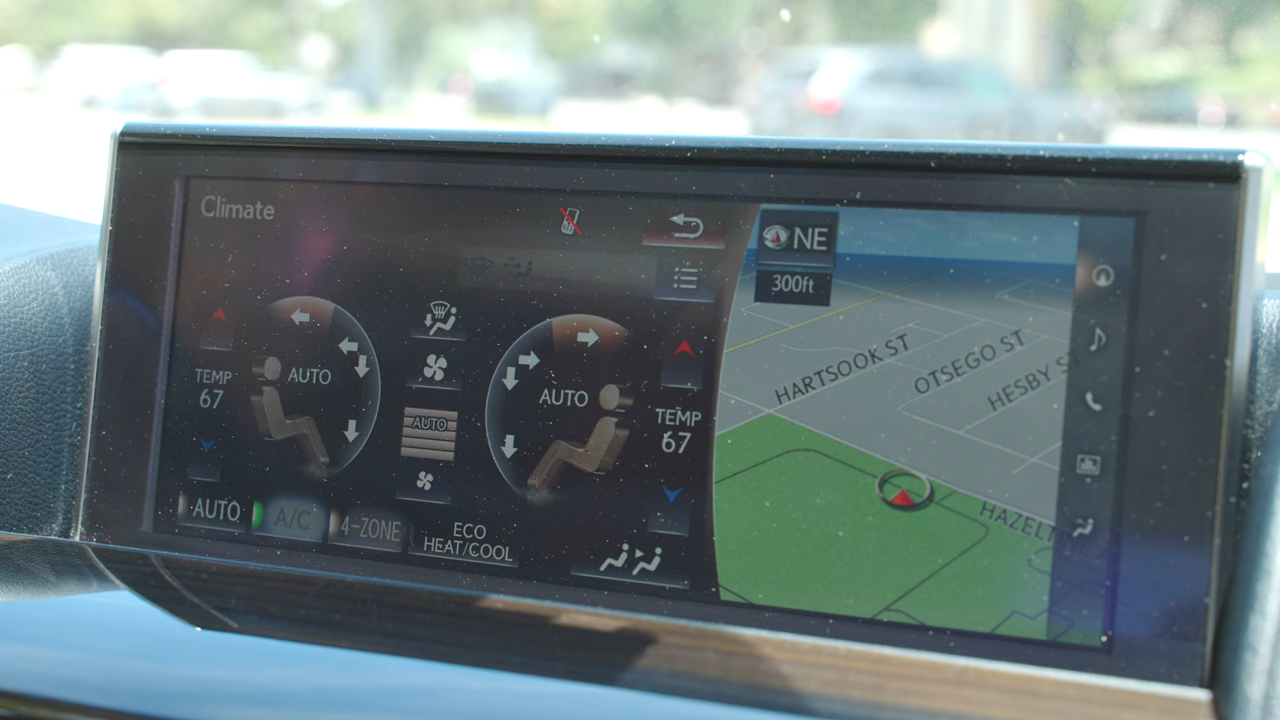 Climate
NE
300ft
HARTSOOK ST
OTSEGO ST
HESBY
TEMP
67
AUTO
AUTO
AUTO
TEMP
67
AUTO
A/C
4-ZONE
ECO
HEAT/COOL